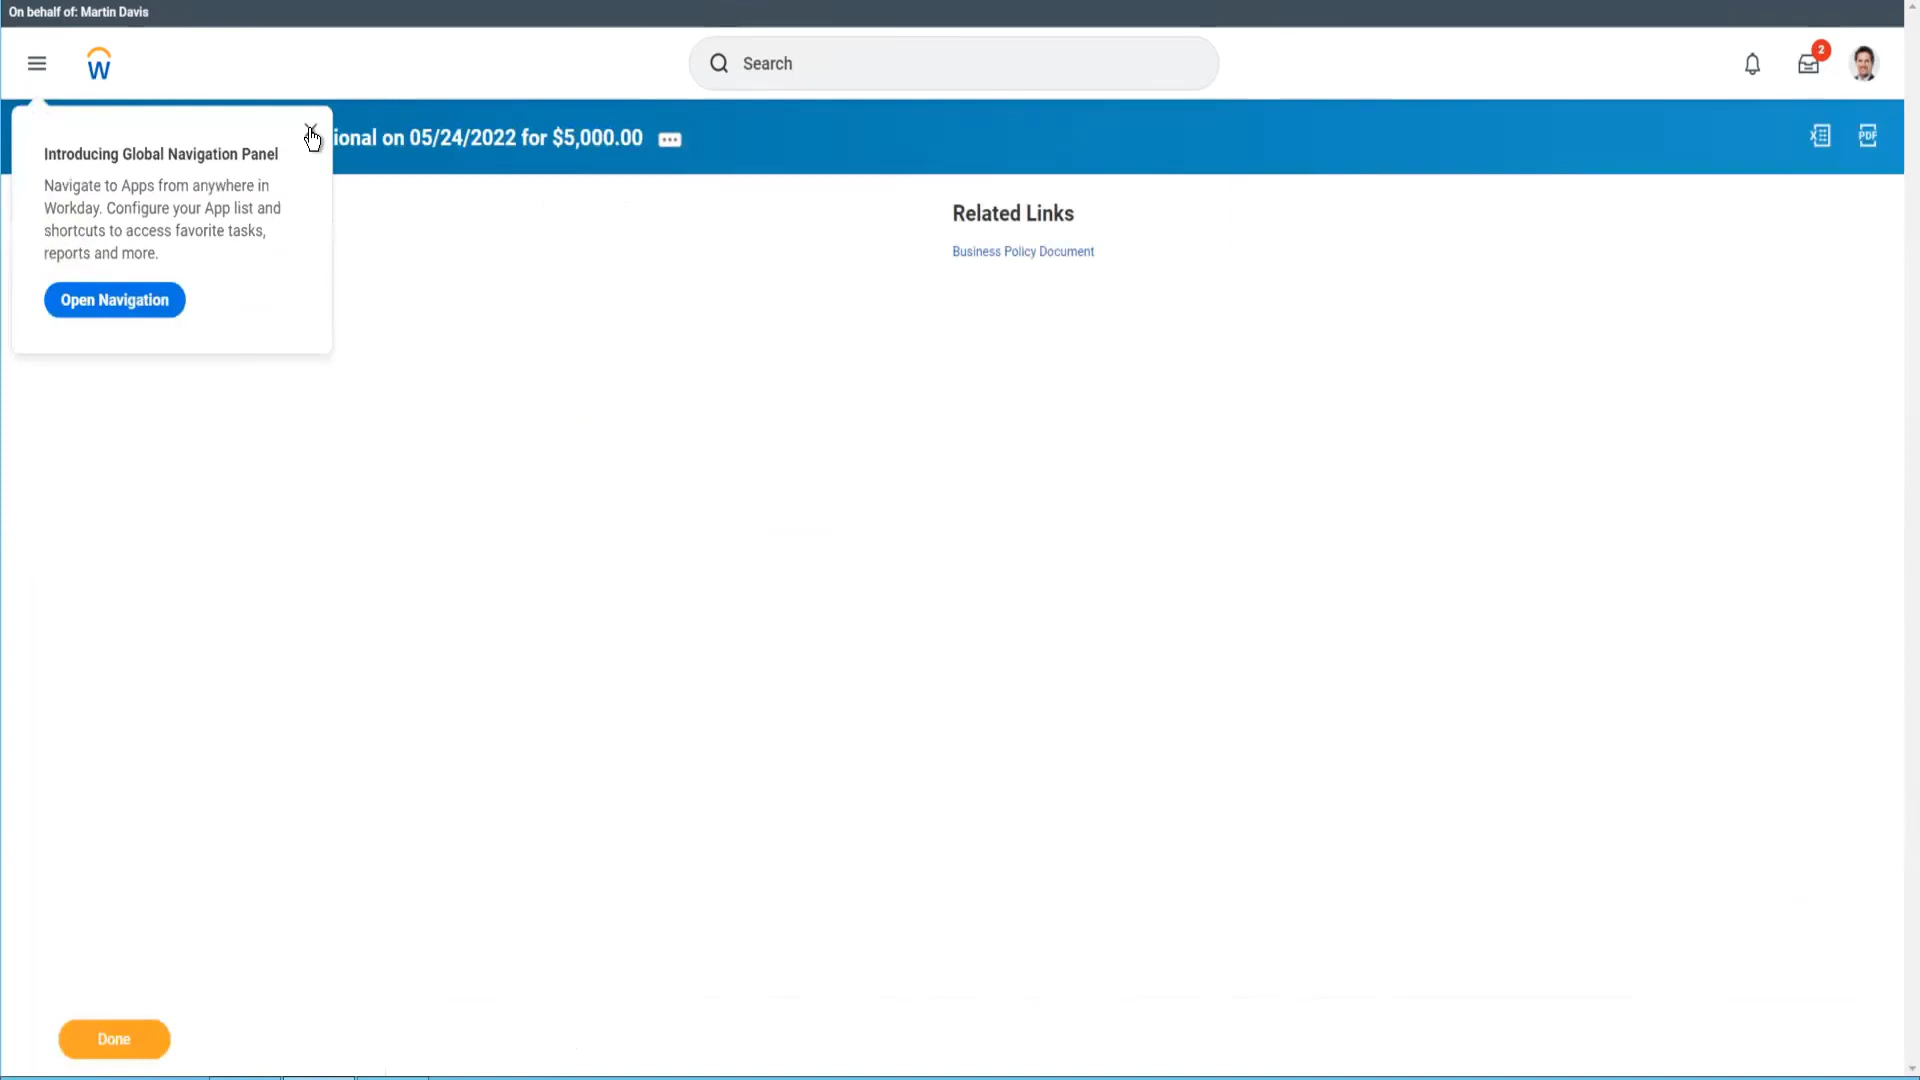 On behalf of: Martin Davis
W
Search
2
ional on 05/24/2022 for $5,000.00
PDF
Introducing Global Navigation Panel
Navigate to Apps from anywhere in
Workday. Configure your App list and
shortcuts to access favorite tasks,
reports and more.
Open Navigation
Related Links
Business Policy Document
Done